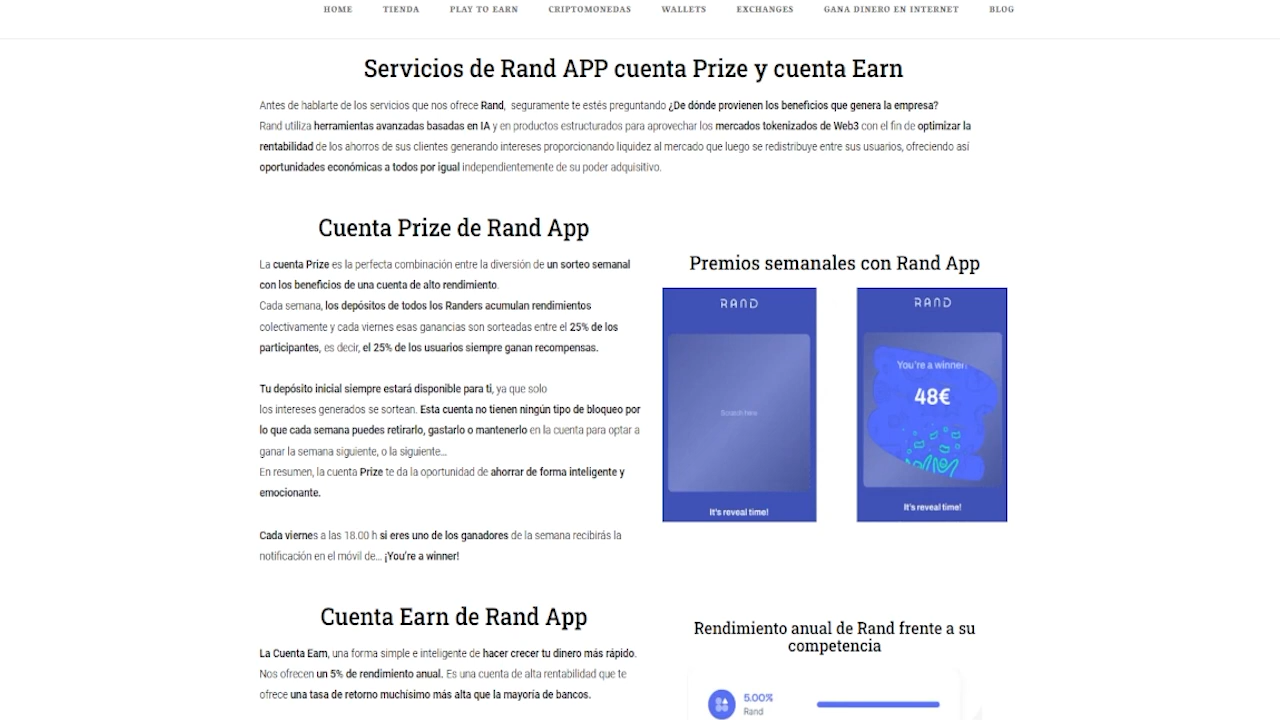 HOME TIENDA PLAY TO EARN CRIPTOMONEDAS WALLETS EXCHANGES GANA DINERO EN INTERNET BLOG
Servicios de Rand APP cuenta Prize y cuenta Earn
Antes de hablarte de los servicios que nos ofrece Rand, seguramente te estés preguntando ¿De dónde provienen los beneficios que genera la empresa?
Rand utiliza herramientas avanzadas basadas en IA y en productos estructurados para aprovechar los mercados tokenizados de Web3 con el fin de optimizar la
rentabilidad de los ahorros de sus clientes generando intereses proporcionando liquidez al mercado que luego se redistribuye entre sus usuarios, ofreciendo así
oportunidades económicas a todos por igual independientemente de su poder adquisitivo.
Cuenta Prize de Rand App
La cuenta Prize es la perfecta combinación entre la diversión de un sorteo semanal
con los beneficios de una cuenta de alto rendimiento.
Cada semana, los depósitos de todos los Randers acumulan rendimientos
colectivamente y cada viernes esas ganancias son sorteadas entre el 25% de los
participantes, es decir, el 25% de los usuarios siempre ganan recompensas.
Tu depósito inicial siempre estará disponible para ti, ya que solo
los intereses generados se sortean. Esta cuenta no tienen ningún tipo de bloqueo por
lo que cada semana puedes retirarlo, gastarlo o mantenerlo en la cuenta para optar a
ganar la semana siguiente, o la siguiente...
En resumen, la cuenta Prize te da la oportunidad de ahorrar de forma inteligente y
emocionante.
Cada viernes a las 18.00 h si eres uno de los ganadores de la semana recibirás la
notificación en el móvil de... ¡You're a winner!
Premios semanales con Rand App
RAND
Scratch here
It's reveal time!
RAND
You're a winner!
48€
It's reveal time!
Cuenta Earn de Rand App
La Cuenta Earn, una forma simple e inteligente de hacer crecer tu dinero más rápido.
Nos ofrecen un 5% de rendimiento anual. Es una cuenta de alta rentabilidad que te
ofrece una tasa de retorno muchísimo más alta que la mayoría de bancos.
Rendimiento anual de Rand frente a su
competencia
5.00%
Rand